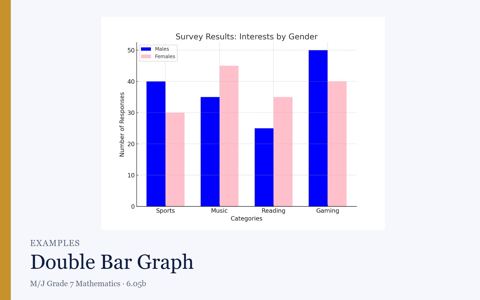 Survey Results: Interests by Gender
Males
Females
Number of Responses
50
40
30
20
10
0
Sports Music Reading Gaming
Categories
EXAMPLES
Double Bar Graph
M/J Grade 7 Mathematics · 6.05b